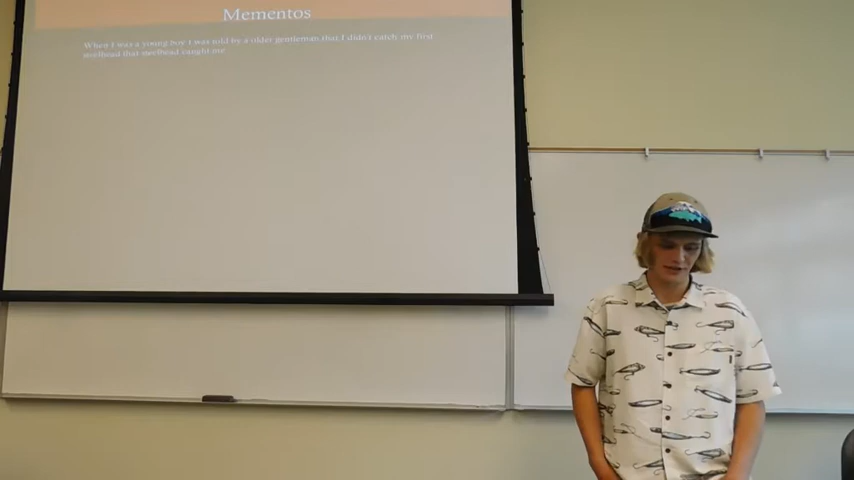 Mementos
When I was a young boy I was told by a older gentleman that I didn't catch my first
steelhead that steelhead caught me